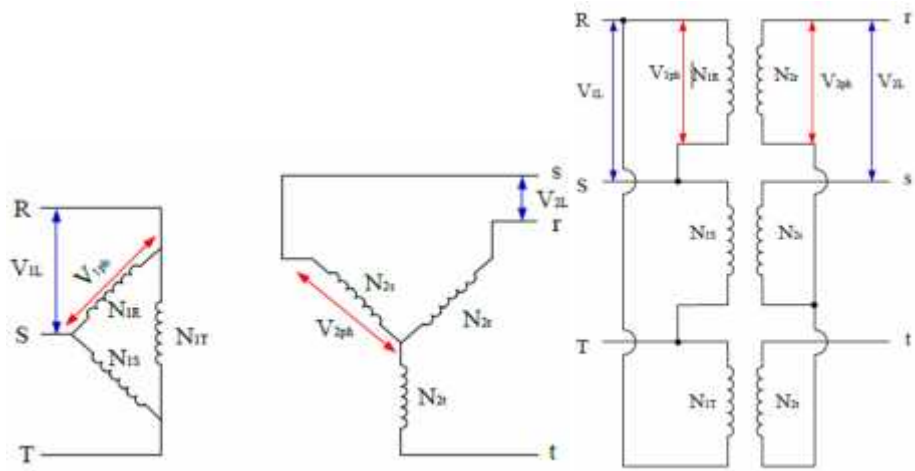 R
V1L
V1ph
N1R
S
N1S
N1T
T
s
V2L
r
N2s
V2ph
N2r
N2t
t
R
r
V1L
V1ph
N1R
N2r
V2ph
V2L
S
s
N1S
N2s
T
t
N1T
N2t